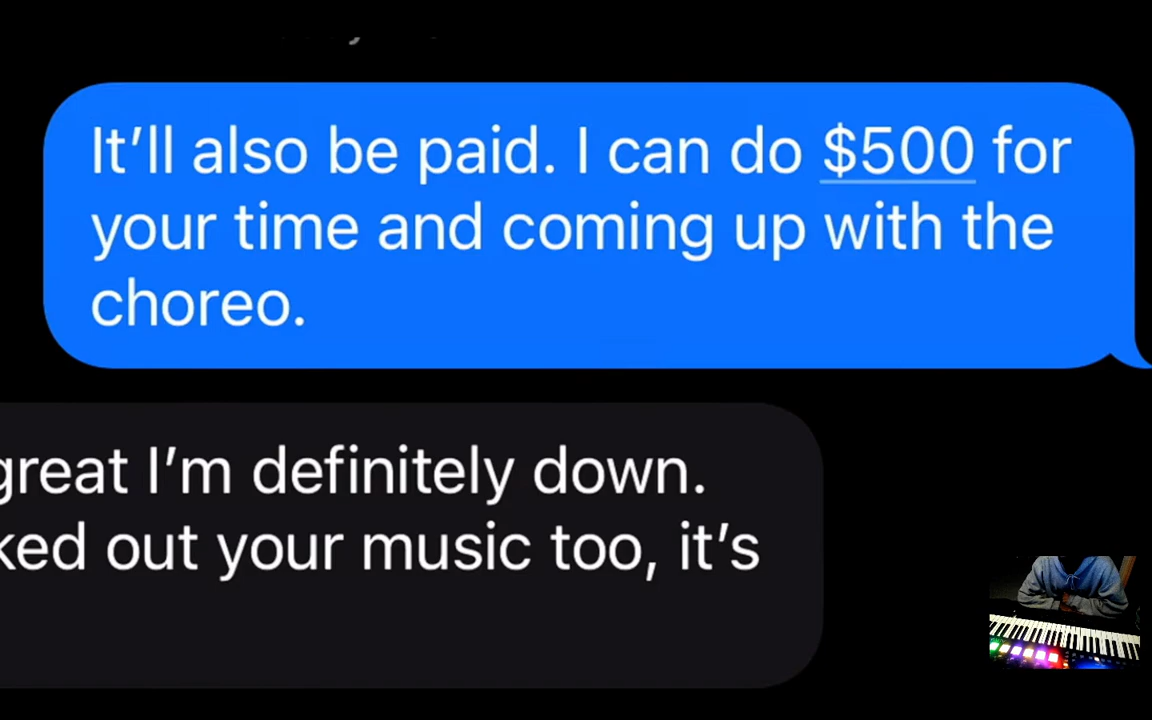 It’ll also be paid. I can do $500 for
your time and coming up with the
choreo.
great I’m definitely down.
out your music too, it’s